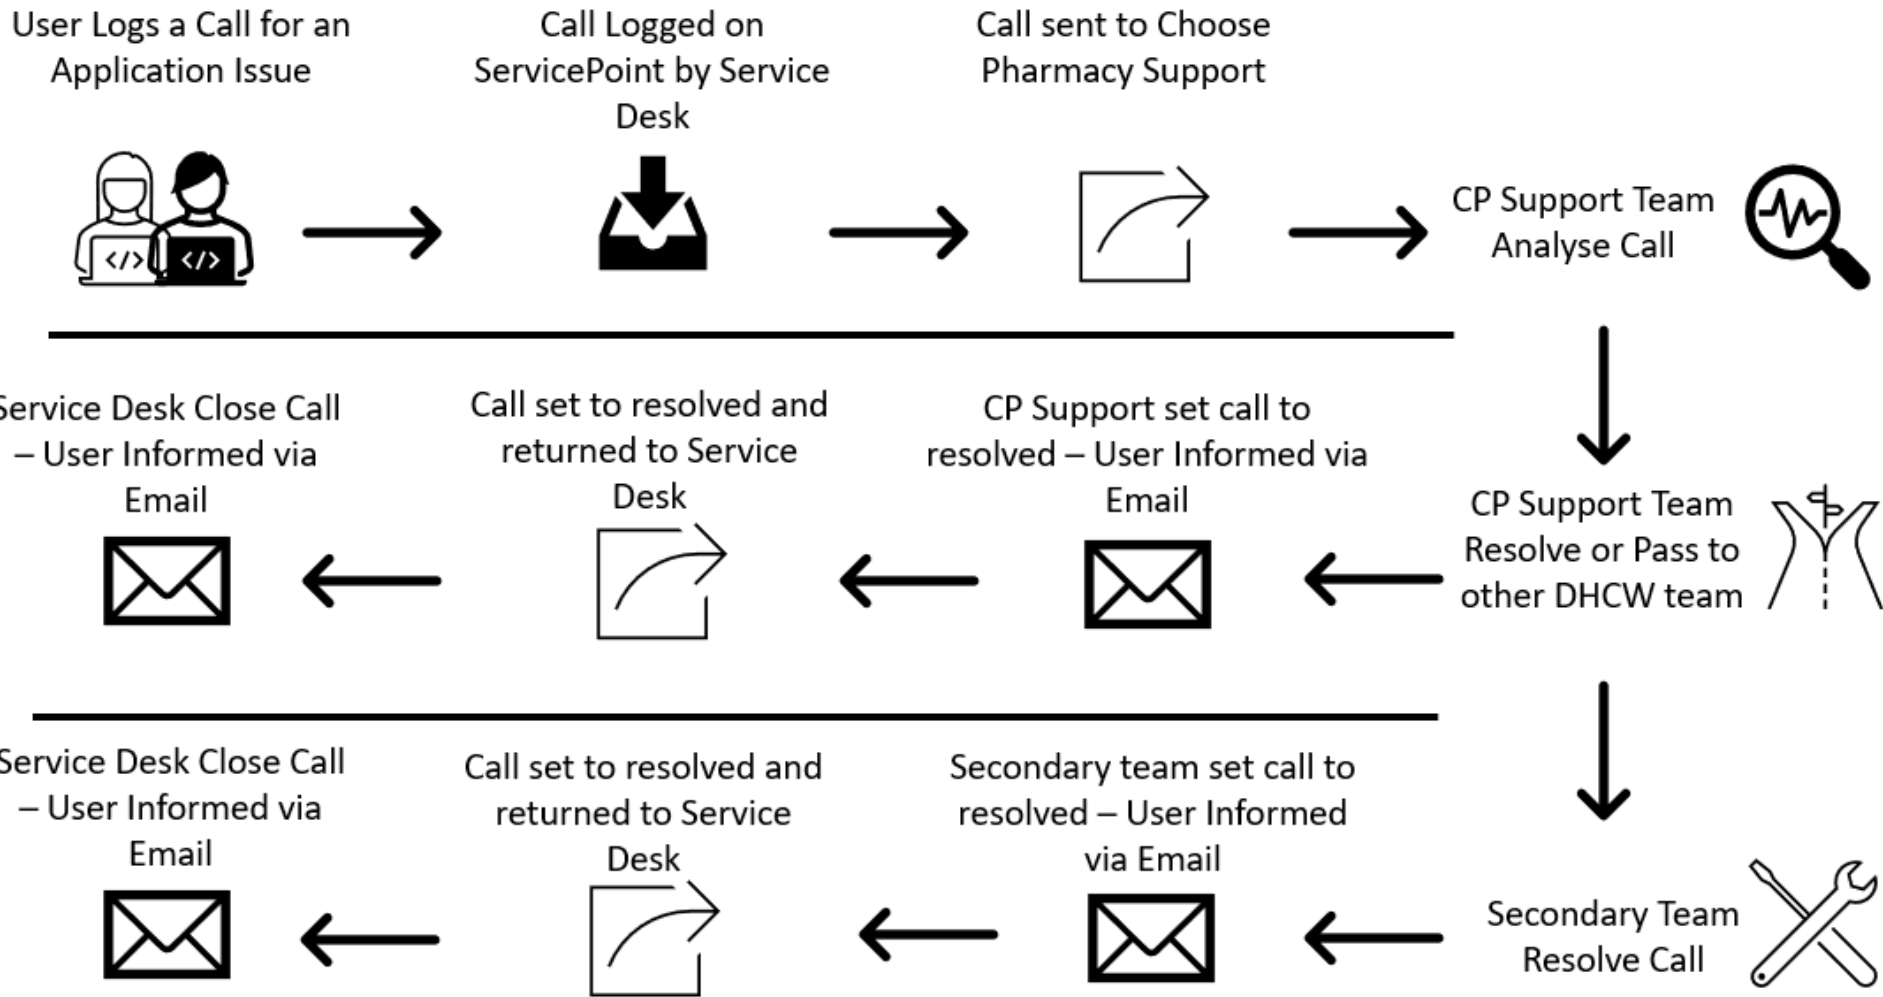 User Logs a Call for an
Application Issue
Call Logged on
ServicePoint by Service
Desk
Call sent to Choose
Pharmacy Support
</>
</>
CP Support Team
Analyse Call
Service Desk Close Call
– User Informed via
Email
Call set to resolved and
returned to Service
Desk
CP Support set call to
resolved – User Informed via
Email
CP Support Team
Resolve or Pass to
other DHCW team
Service Desk Close Call
– User Informed via
Email
Call set to resolved and
returned to Service
Desk
Secondary team set call to
resolved – User Informed
via Email
Secondary Team
Resolve Call